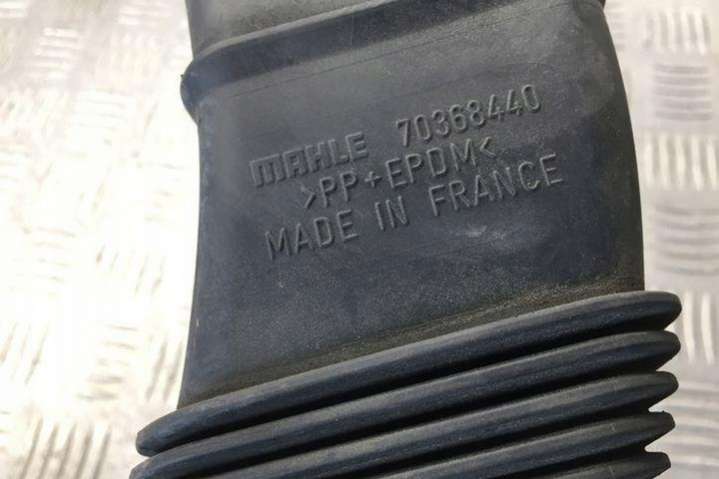 MAHLE 70368440
>PP+EPDM<
MADE IN FRANCE